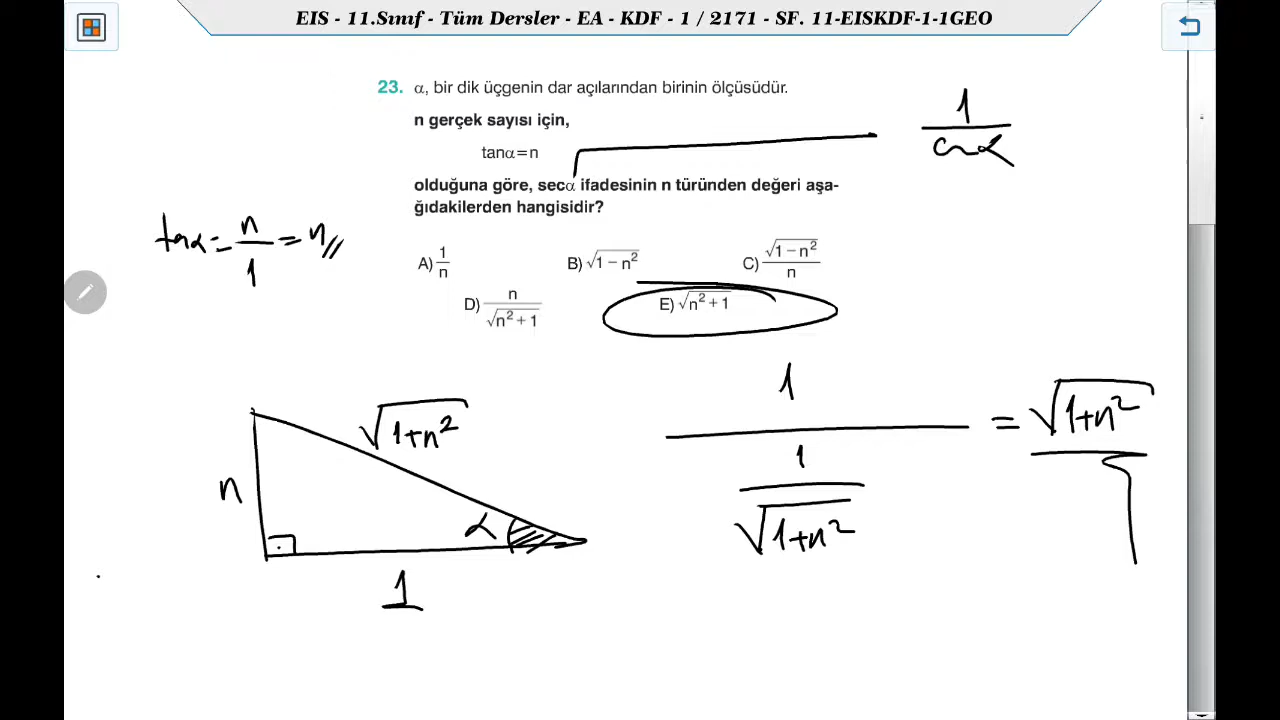 EIS - 11.Sınıf - Tüm Dersler - EA - KDF - 1 / 2171 - SF. 11-EISKDF-1-1GEO
23. α, bir dik üçgenin dar açılarından birinin ölçüsüdür.
n gerçek sayısı için,
tanα=n
olduğuna göre, secα ifadesinin n türünden değeri aşa-
ğıdakilerden hangisidir?
A) 1/n B) √(1 − n²) C) √(1 − n²)/n
D) n/√(n² + 1) E) √(n² + 1)
1/cosα
tanα = n/1 = n
√(1+n²)
n
α
1
1/(1/√(1+n²)) = √(1+n²)